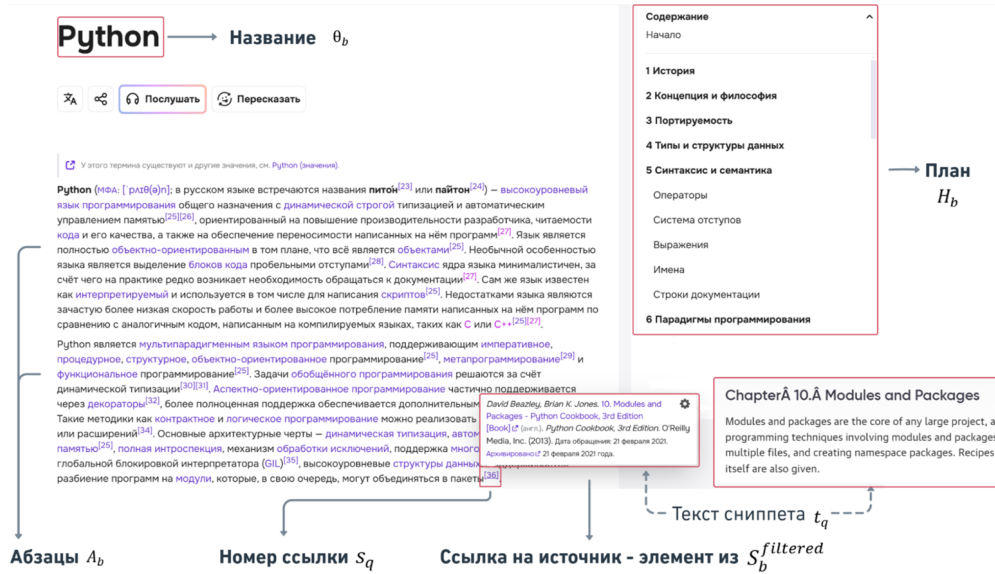 Python
Название θ_b
Послушать
Пересказать
У этого термина существуют и другие значения, см. Python (значения).
Python (МФА: [ˈpʌɪθ(ə)n]; в русском языке встречаются названия пито́н[23] или па́йтон[24]) — высокоуровневый
язык программирования общего назначения с динамической строгой типизацией и автоматическим
управлением памятью[25][26], ориентированный на повышение производительности разработчика, читаемости
кода и его качества, а также на обеспечение переносимости написанных на нём программ[27]. Язык является
полностью объектно-ориентированным в том плане, что всё является объектами[25]. Необычной особенностью
языка является выделение блоков кода пробельными отступами[28]. Синтаксис ядра языка минималистичен, за
счёт чего на практике редко возникает необходимость обращаться к документации[27]. Сам же язык известен
как интерпретируемый и используется в том числе для написания скриптов[25]. Недостатками языка являются
зачастую более низкая скорость работы и более высокое потребление памяти написанных на нём программ по
сравнению с аналогичным кодом, написанным на компилируемых языках, таких как C или C++[25][27].
Python является мультипарадигменным языком программирования, поддерживающим императивное,
процедурное, структурное, объектно-ориентированное программирование[25], метапрограммирование[29] и
функциональное программирование[25]. Задачи обобщённого программирования решаются за счёт
динамической типизации[30][31]. Аспектно-ориентированное программирование частично поддерживается
через декораторы[32], более полноценная поддержка обеспечивается дополнительным
Такие методики как контрактное и логическое программирование можно реализовать
или расширений[34]. Основные архитектурные черты — динамическая типизация, автом
памятью[25], полная интроспекция, механизм обработки исключений, поддержка много
глобальной блокировкой интерпретатора (GIL)[35], высокоуровневые структуры данных
разбиение программ на модули, которые, в свою очередь, могут объединяться в пакеты[36].
David Beazley, Brian K. Jones. 10. Modules and
Packages - Python Cookbook, 3rd Edition
[Book] (англ.). Python Cookbook, 3rd Edition. O'Reilly
Media, Inc. (2013). Дата обращения: 21 февраля 2021.
Архивировано 21 февраля 2021 года.
Содержание
Начало
1 История
2 Концепция и философия
3 Портируемость
4 Типы и структуры данных
5 Синтаксис и семантика
Операторы
Система отступов
Выражения
Имена
Строки документации
6 Парадигмы программирования
План
H_b
ChapterÂ 10.Â Modules and Packages
Modules and packages are the core of any large project, a
programming techniques involving modules and packages
multiple files, and creating namespace packages. Recipes
itself are also given.
Текст сниппета t_q
Абзацы A_b
Номер ссылки s_q
Ссылка на источник - элемент из S_b^filtered